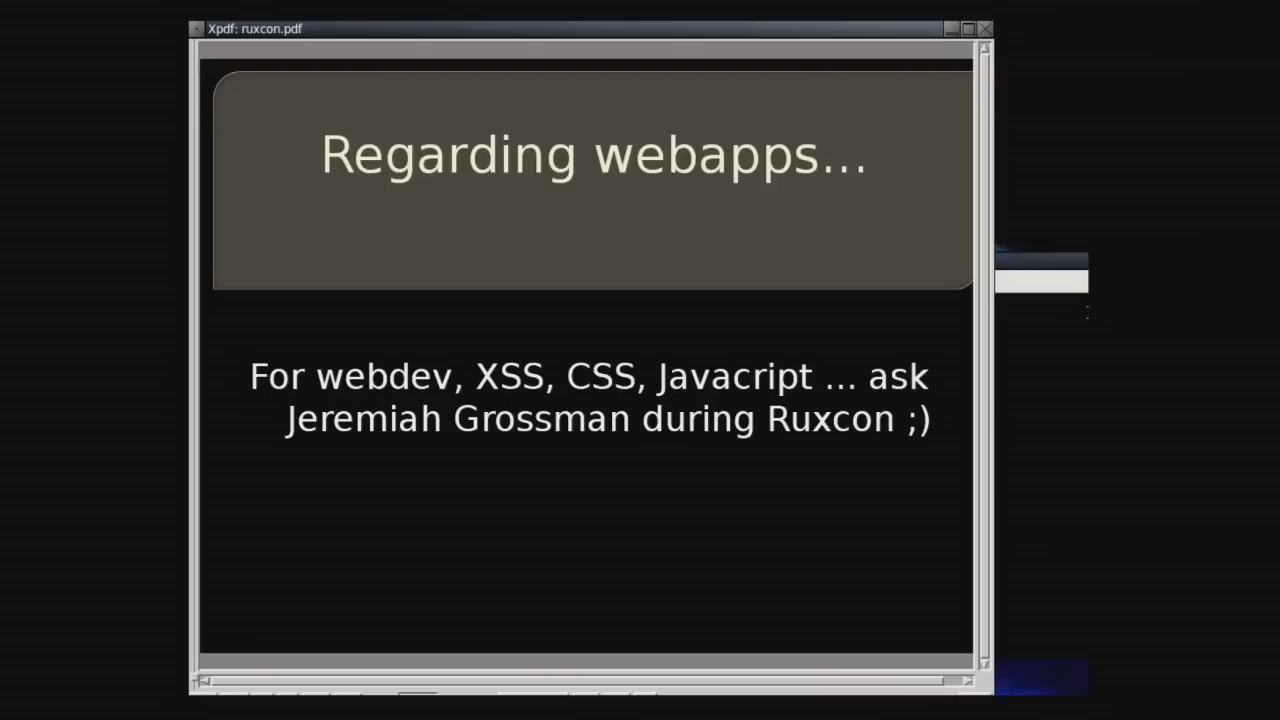 Xpdf: ruxcon.pdf
Regarding webapps...
For webdev, XSS, CSS, Javacript ... ask
Jeremiah Grossman during Ruxcon ;)